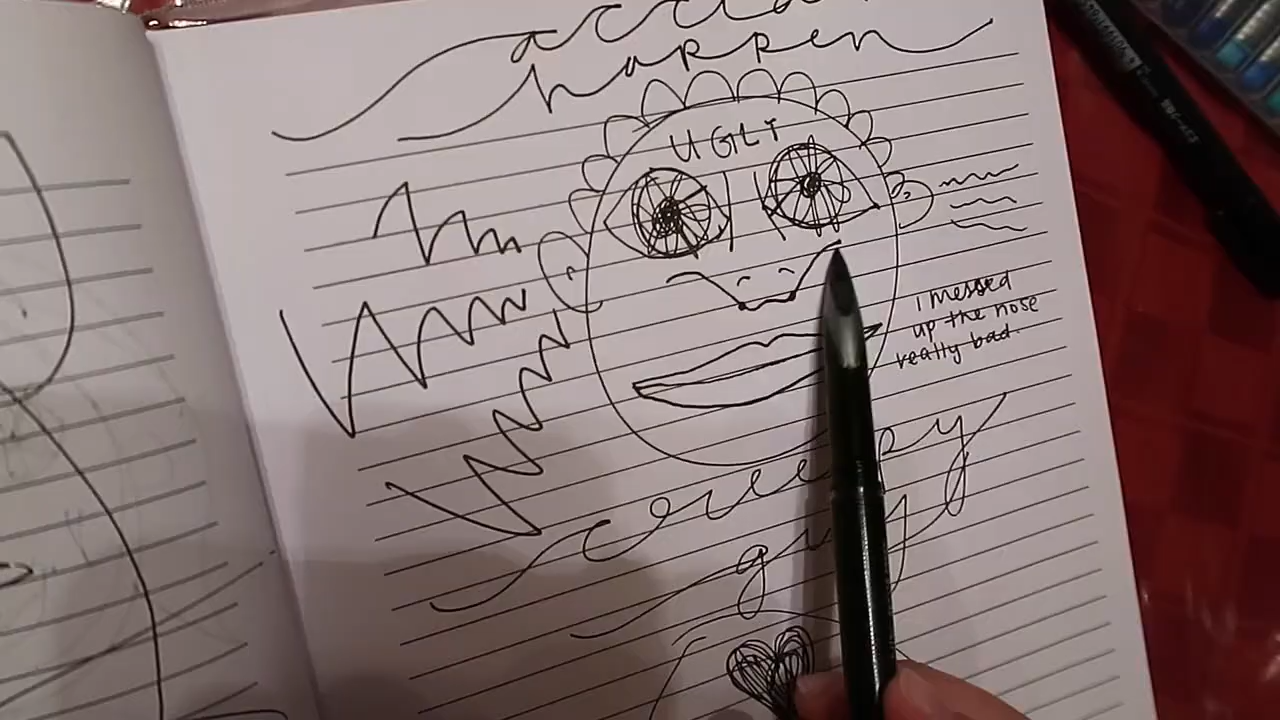 happen
UGLY
i messed
up the nose
really bad.
creepy
guy